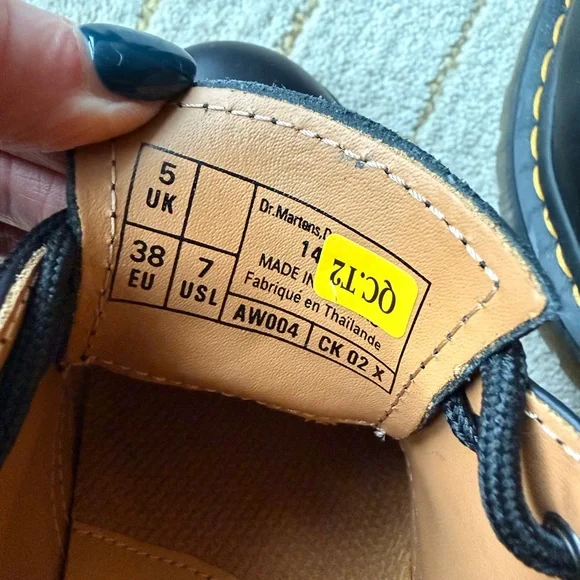 5
UK
38
EU
7
USL
Dr.Martens,
14
MADE IN
Fabriqué en Thaïlande
AW004
CK 02 X
QC.T2